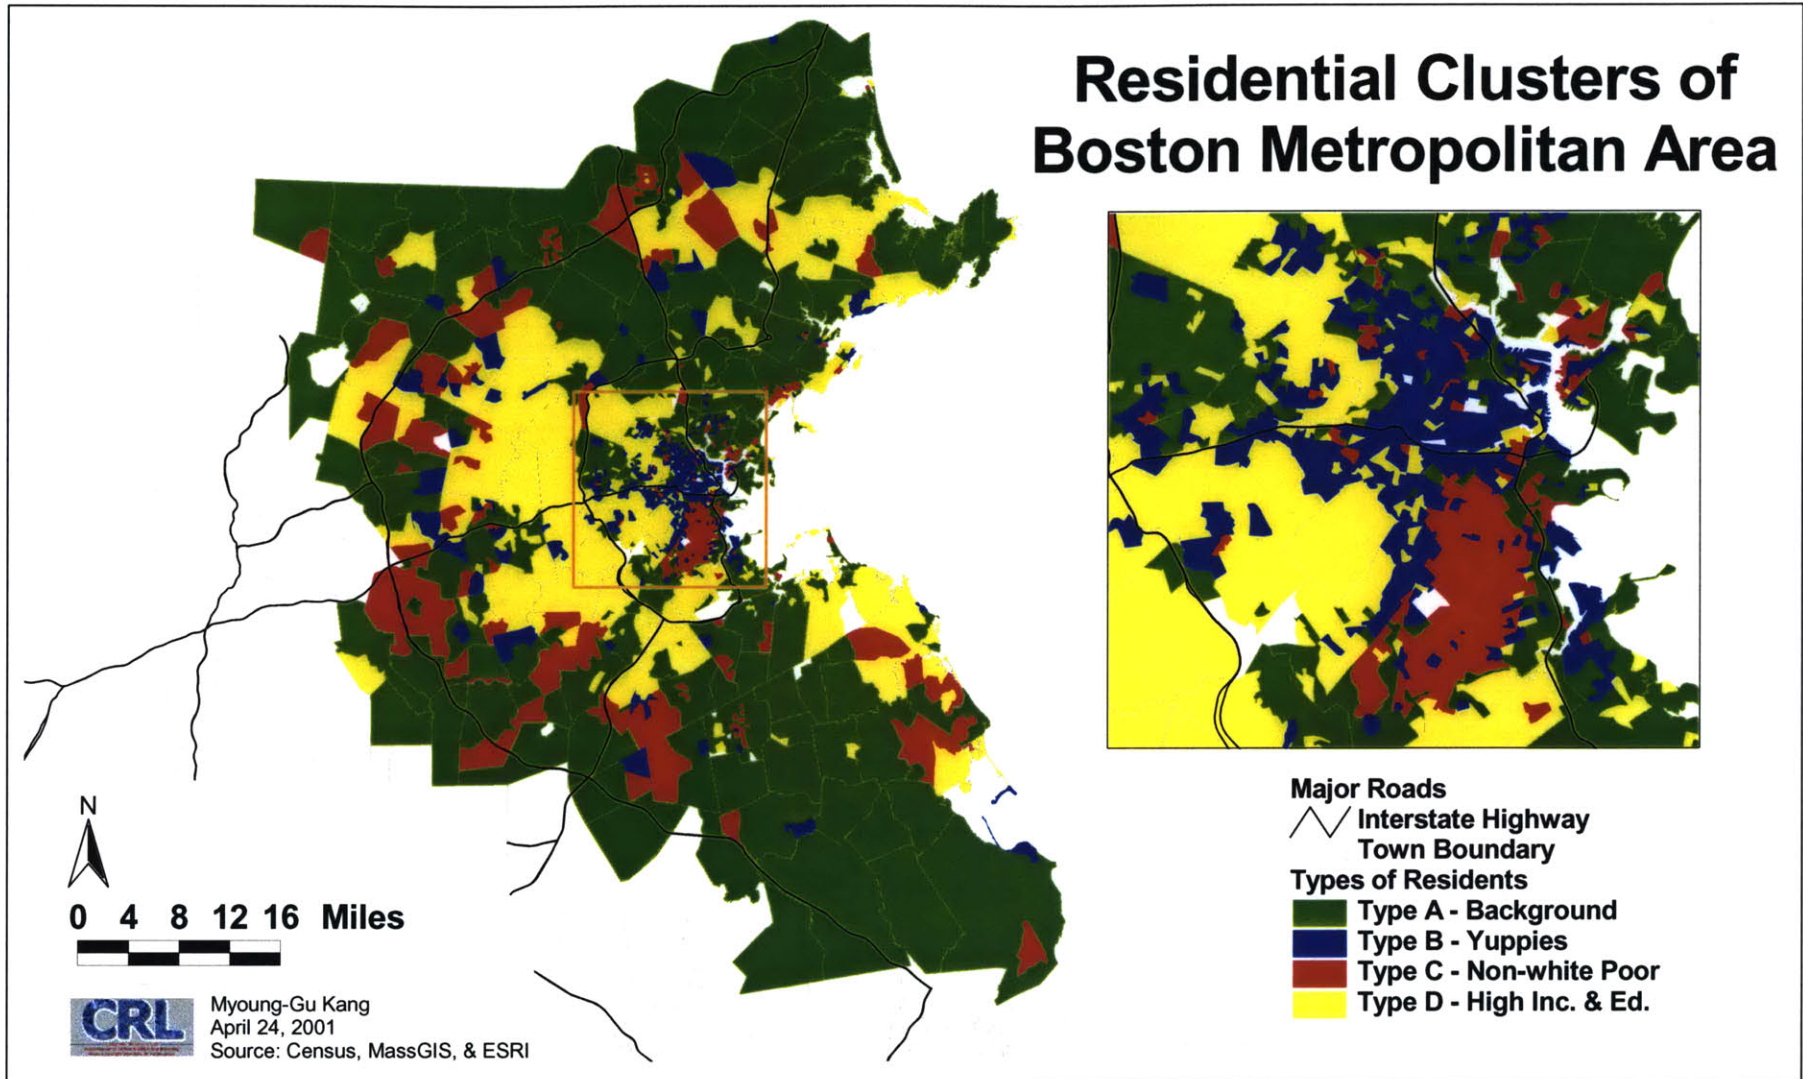 Residential Clusters of
Boston Metropolitan Area
Major Roads
Interstate Highway
Town Boundary
Types of Residents
Type A - Background
Type B - Yuppies
Type C - Non-white Poor
Type D - High Inc. & Ed.
N
0 4 8 12 16 Miles
CRL
Myoung-Gu Kang
April 24, 2001
Source: Census, MassGIS, & ESRI